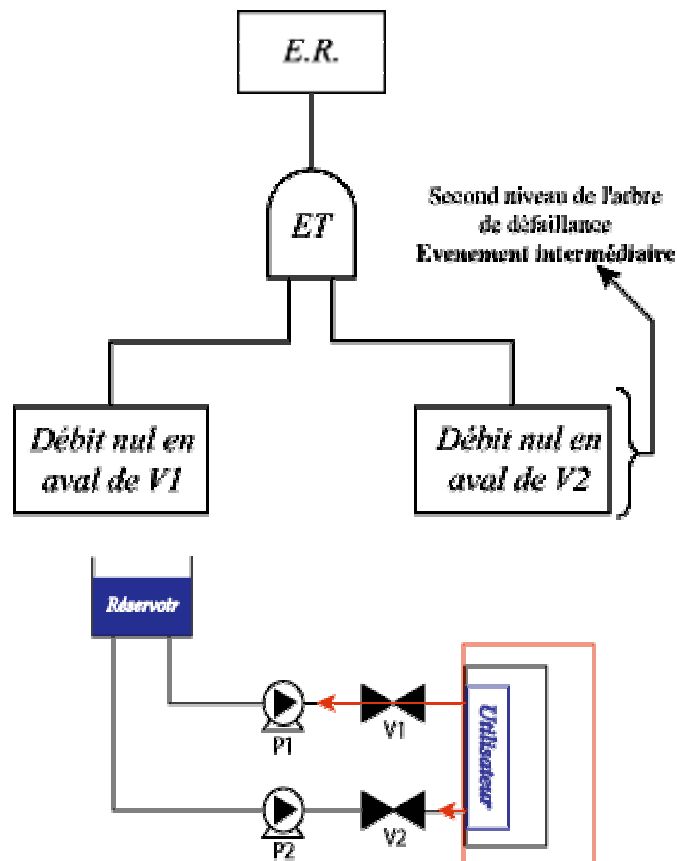 E.R.
ET
Second niveau de l'arbre
de défaillance
Evenement intermédiaire
Débit nul en
aval de V1
Débit nul en
aval de V2
Réservoir
P1
V1
Utilisateur
P2
V2